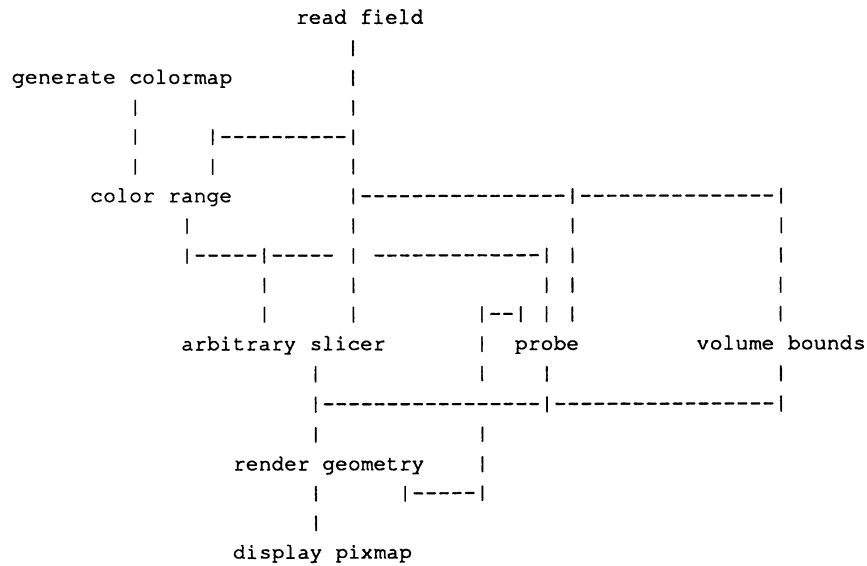 read field
generate colormap
color range
arbitrary slicer
probe
volume bounds
render geometry
display pixmap